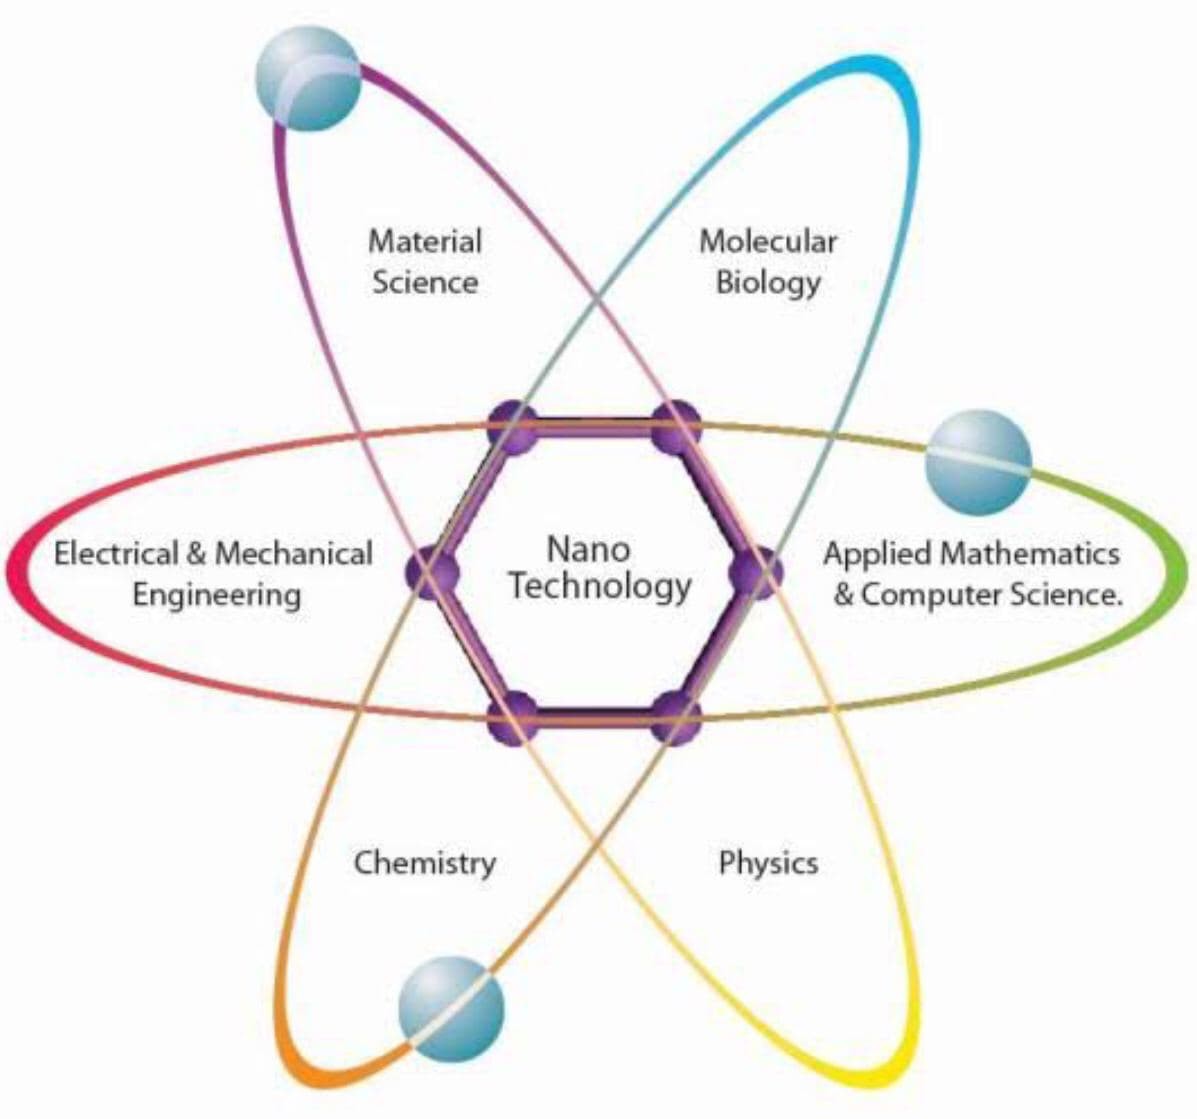 Material
Science
Molecular
Biology
Electrical & Mechanical
Engineering
Nano
Technology
Applied Mathematics
& Computer Science.
Chemistry
Physics